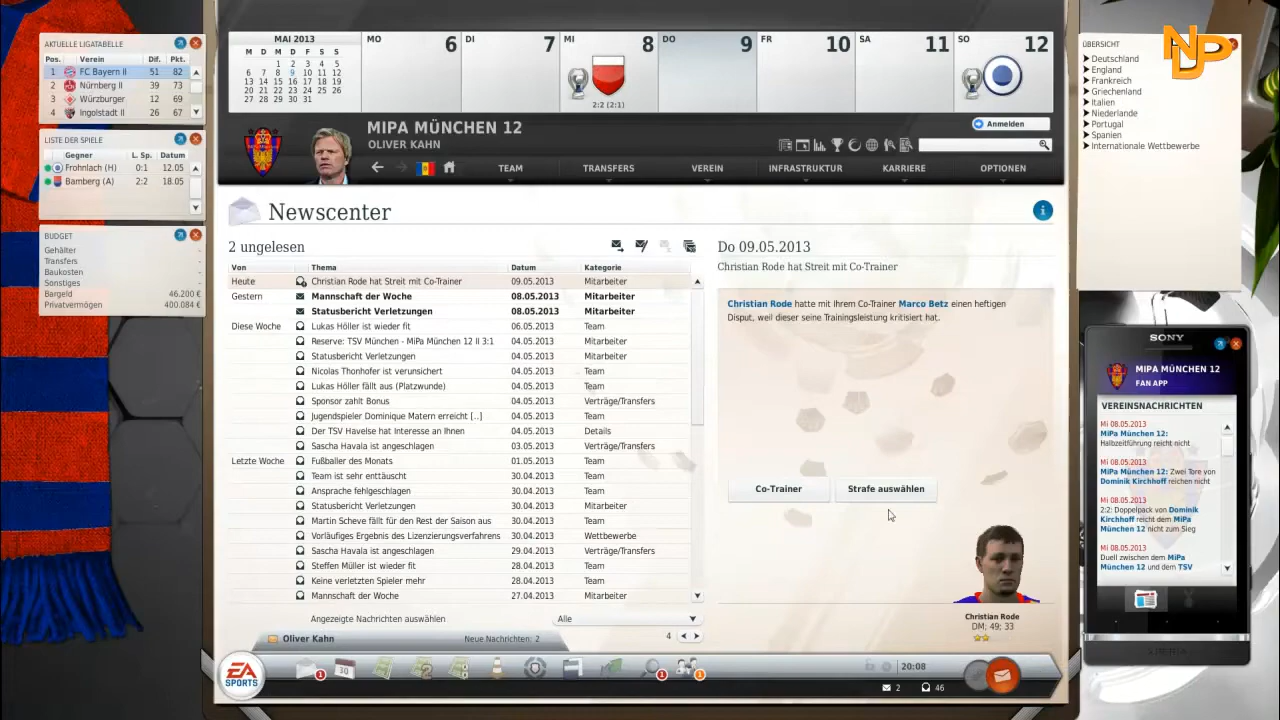 AKTUELLE LIGATABELLE
Pos. Verein Dif. Pkt.
1 FC Bayern II 51 82
2 Nürnberg II 39 73
3 Würzburger 12 69
4 Ingolstadt II 26 67
LISTE DER SPIELE
Gegner L. Sp. Datum
Frohnlach (H) 0:1 12.05
Bamberg (A) 2:2 18.05
BUDGET
Gehälter -
Transfers -
Baukosten -
Sonstiges -
Bargeld 46.200 €
Privatvermögen 400.084 €
MAI 2013
M D M D F S S
1 2 3 4 5
6 7 8 9 10 11 12
13 14 15 16 17 18 19
20 21 22 23 24 25 26
27 28 29 30 31
MO 6 DI 7 MI 8 DO 9 FR 10 SA 11 SO 12
2:2 (2:1)
MIPA MÜNCHEN 12
OLIVER KAHN
Anmelden
TEAM TRANSFERS VEREIN INFRASTRUKTUR KARRIERE OPTIONEN
Newscenter
2 ungelesen
Von Thema Datum Kategorie
Heute Christian Rode hat Streit mit Co-Trainer 09.05.2013 Mitarbeiter
Gestern Mannschaft der Woche 08.05.2013 Mitarbeiter
Statusbericht Verletzungen 08.05.2013 Mitarbeiter
Diese Woche Lukas Höller ist wieder fit 06.05.2013 Team
Reserve: TSV München - MiPa München 12 II 3:1 04.05.2013 Mitarbeiter
Statusbericht Verletzungen 04.05.2013 Mitarbeiter
Nicolas Thonhofer ist verunsichert 04.05.2013 Team
Lukas Höller fällt aus (Platzwunde) 04.05.2013 Team
Sponsor zahlt Bonus 04.05.2013 Verträge/Transfers
Jugendspieler Dominique Matern erreicht [..] 04.05.2013 Team
Der TSV Havelse hat Interesse an Ihnen 04.05.2013 Details
Sascha Havala ist angeschlagen 03.05.2013 Verträge/Transfers
Letzte Woche Fußballer des Monats 01.05.2013 Team
Team ist sehr enttäuscht 30.04.2013 Team
Ansprache fehlgeschlagen 30.04.2013 Team
Statusbericht Verletzungen 30.04.2013 Mitarbeiter
Martin Scheve fällt für den Rest der Saison aus 30.04.2013 Team
Vorläufiges Ergebnis des Lizenzierungsverfahrens 30.04.2013 Wettbewerbe
Sascha Havala ist angeschlagen 29.04.2013 Verträge/Transfers
Steffen Müller ist wieder fit 28.04.2013 Team
Keine verletzten Spieler mehr 28.04.2013 Team
Mannschaft der Woche 27.04.2013 Mitarbeiter
Angezeigte Nachrichten auswählen Alle
Oliver Kahn Neue Nachrichten: 2 4
Do 09.05.2013
Christian Rode hat Streit mit Co-Trainer
Christian Rode hatte mit Ihrem Co-Trainer Marco Betz einen heftigen
Disput, weil dieser seine Trainingsleistung kritisiert hat.
Co-Trainer Strafe auswählen
Christian Rode
DM; 49; 33
EA
SPORTS
1 30 1 1 20:08
2 46
NJP
ÜBERSICHT
Deutschland
England
Frankreich
Griechenland
Italien
Niederlande
Portugal
Spanien
Internationale Wettbewerbe
SONY
MIPA MÜNCHEN 12
FAN APP
VEREINSNACHRICHTEN
Mi 08.05.2013
MiPa München 12:
Halbzeitführung reicht nicht
Mi 08.05.2013
MiPa München 12: Zwei Tore von
Dominik Kirchhoff reichen nicht
Mi 08.05.2013
2:2: Doppelpack von Dominik
Kirchhoff reicht dem MiPa
München 12 nicht zum Sieg
Mi 08.05.2013
Duell zwischen dem MiPa
München 12 und dem TSV